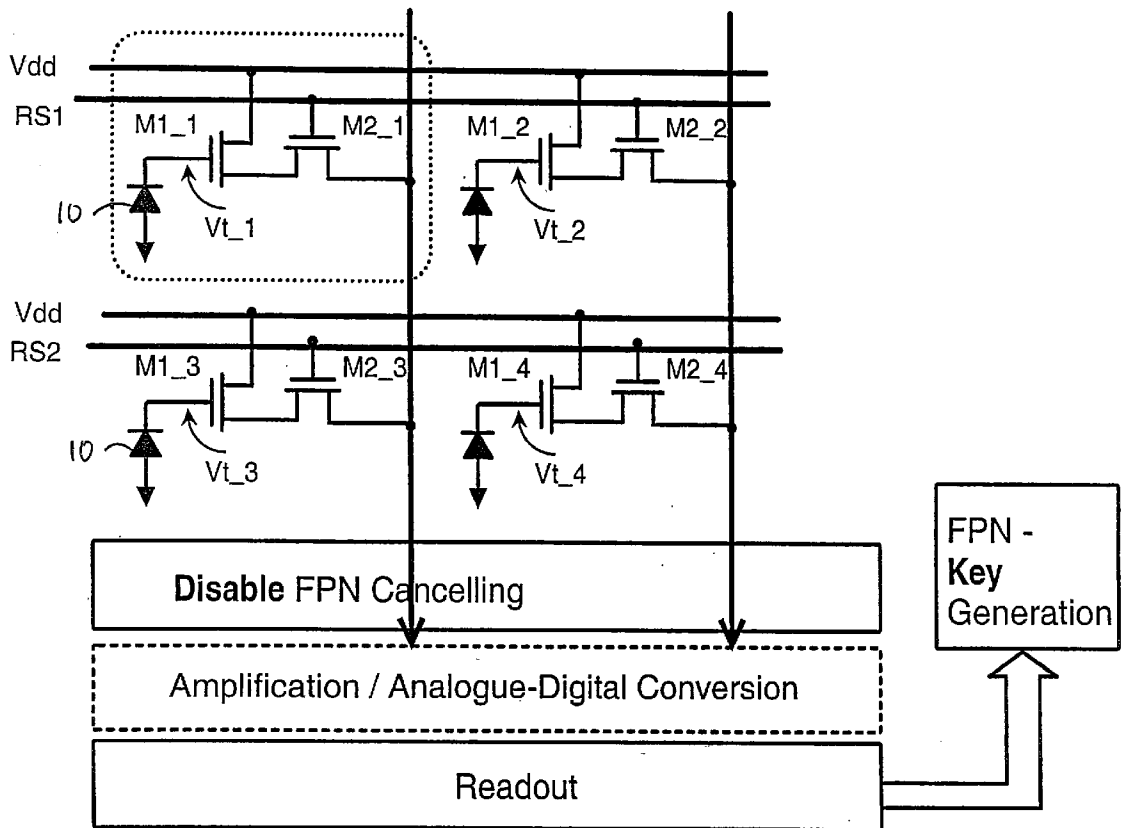 Vdd
RS1
M1_1
M2_1
M1_2
M2_2
10
Vt_1
Vt_2
Vdd
RS2
M1_3
M2_3
M1_4
M2_4
10
Vt_3
Vt_4
FPN -
Key
Generation
Disable FPN Cancelling
Amplification / Analogue-Digital Conversion
Readout